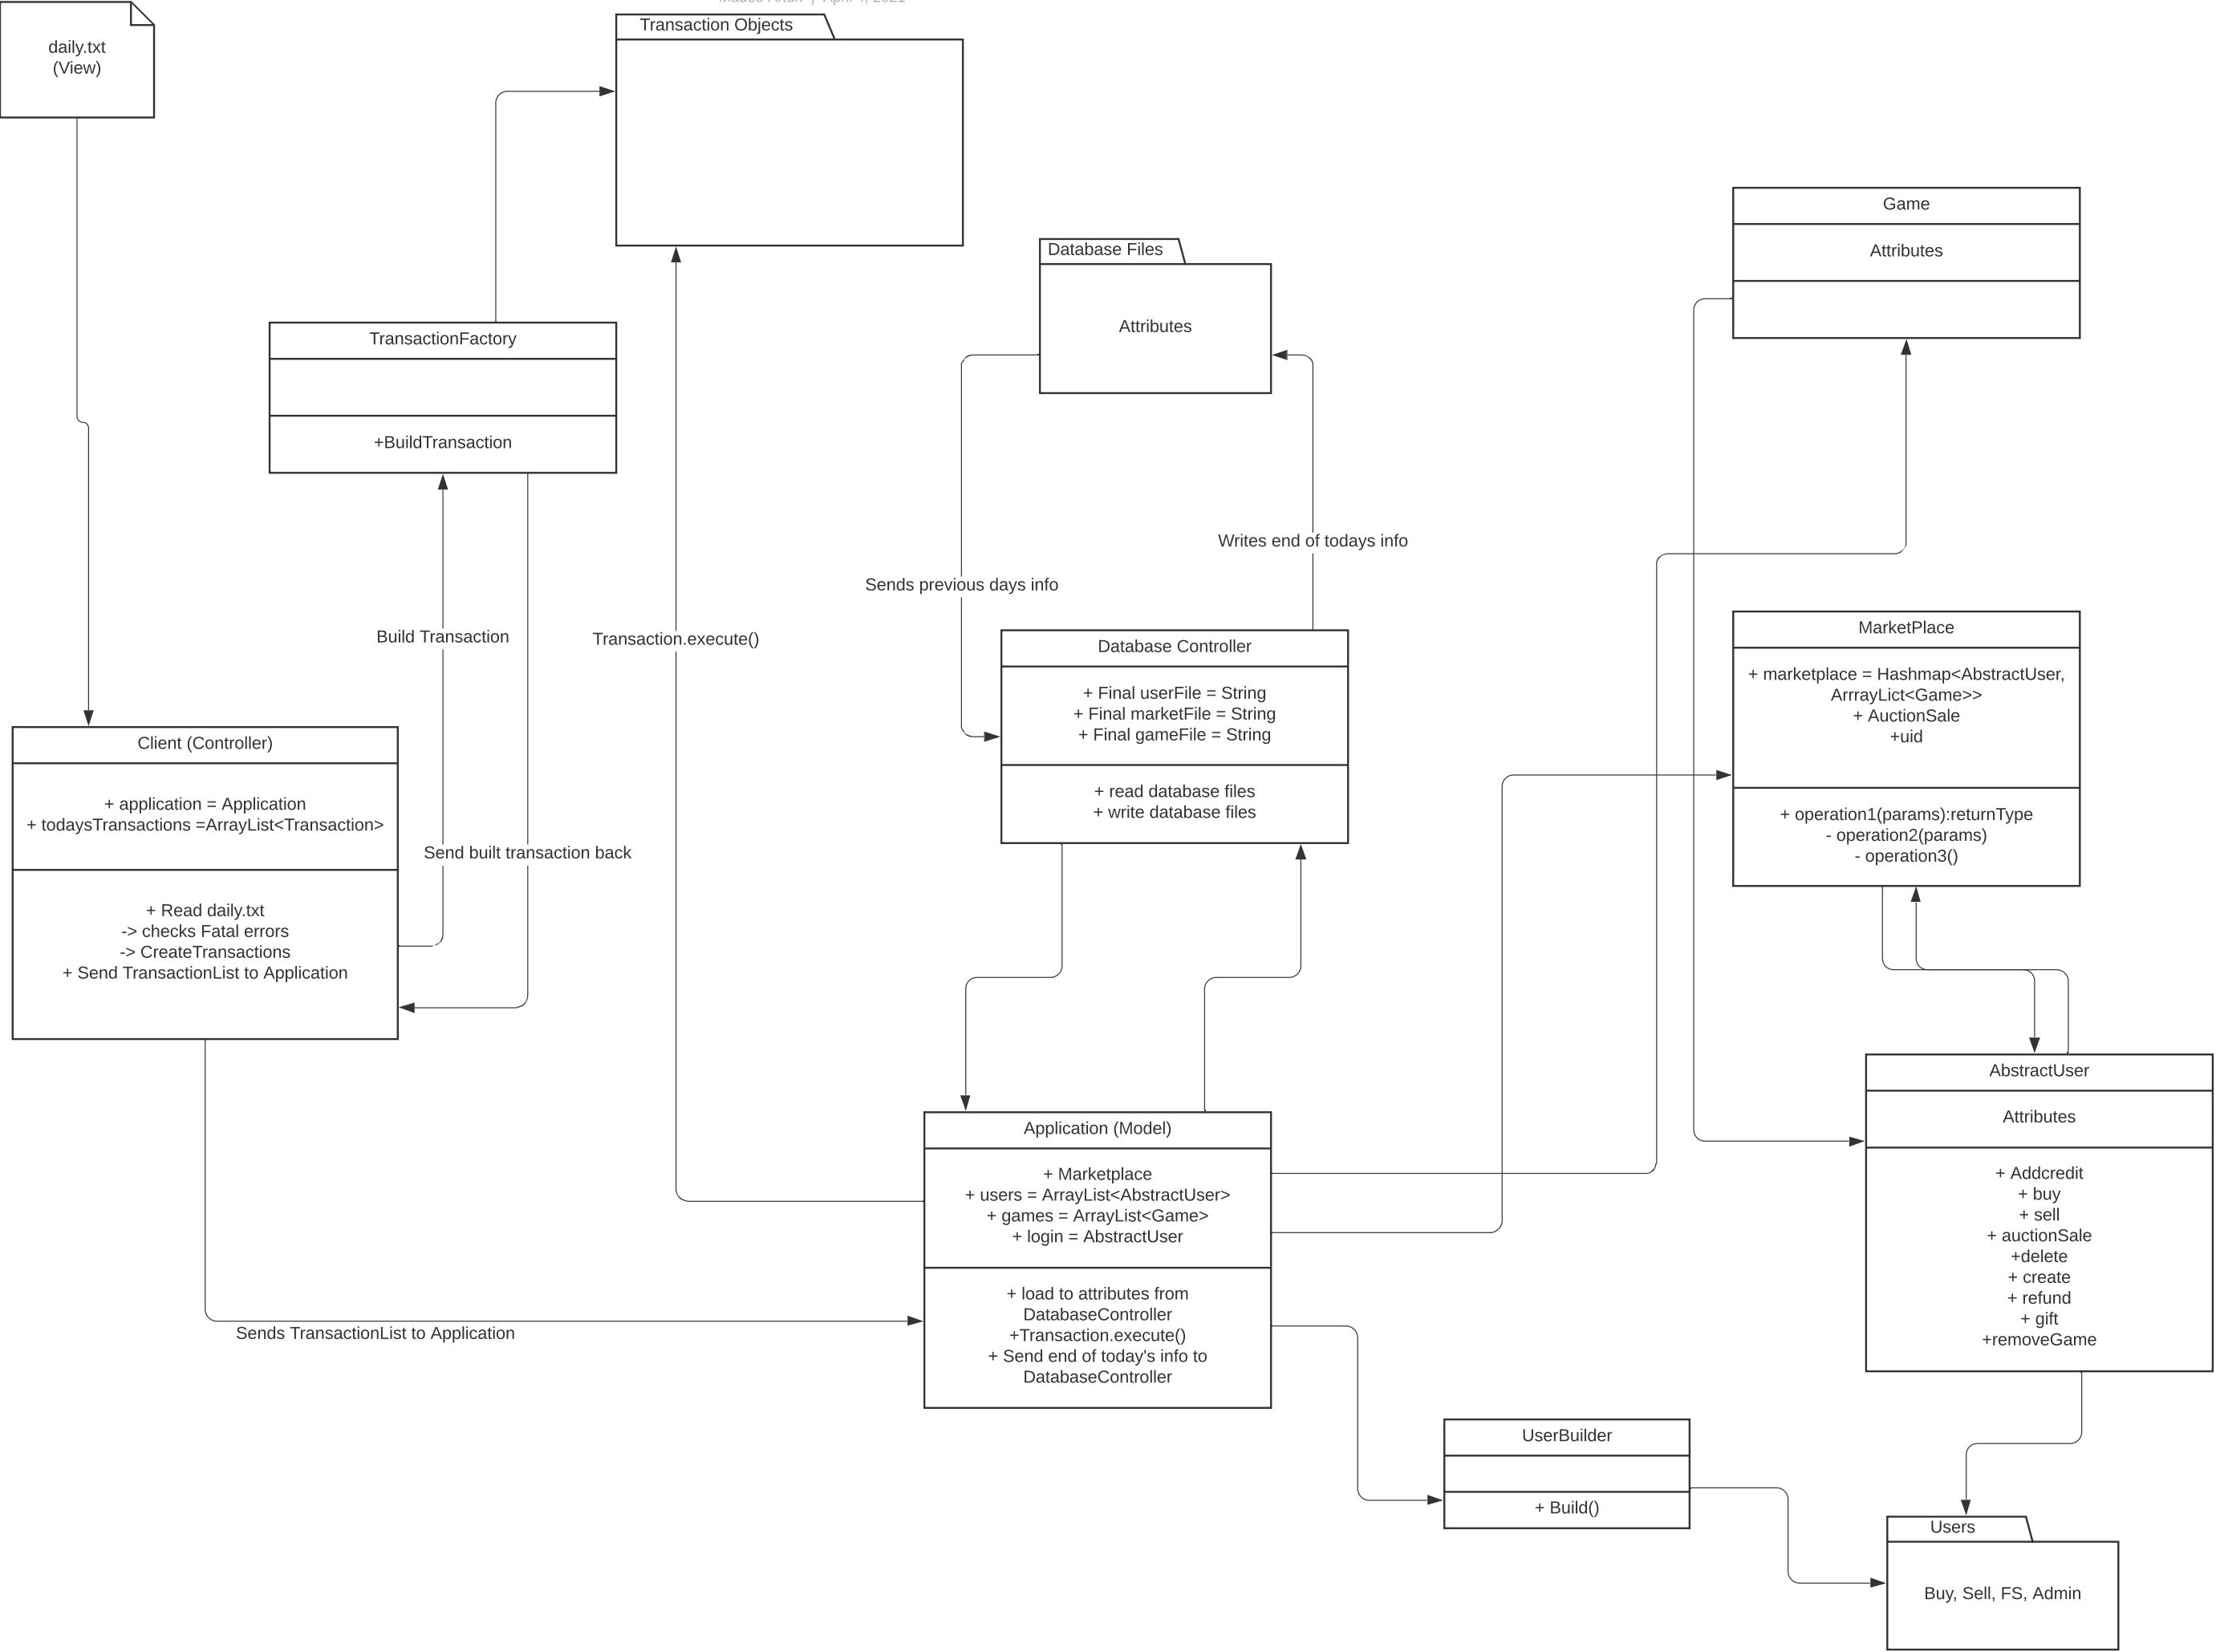 daily.txt
(View)
Transaction Objects
Game
Attributes
Database Files
Attributes
TransactionFactory
+BuildTransaction
Writes end of todays info
Sends previous days info
Build Transaction
Transaction.execute()
Database Controller
+ Final userFile = String
+ Final marketFile = String
+ Final gameFile = String
+ read database files
+ write database files
MarketPlace
+ marketplace = Hashmap<AbstractUser,
ArrrayLict<Game>>
+ AuctionSale
+uid
+ operation1(params):returnType
- operation2(params)
- operation3()
Client (Controller)
+ application = Application
+ todaysTransactions =ArrayList<Transaction>
+ Read daily.txt
-> checks Fatal errors
-> CreateTransactions
+ Send TransactionList to Application
Send built transaction back
AbstractUser
Attributes
+ Addcredit
+ buy
+ sell
+ auctionSale
+delete
+ create
+ refund
+ gift
+removeGame
Application (Model)
+ Marketplace
+ users = ArrayList<AbstractUser>
+ games = ArrayList<Game>
+ login = AbstractUser
+ load to attributes from
DatabaseController
+Transaction.execute()
+ Send end of today's info to
DatabaseController
Sends TransactionList to Application
UserBuilder
+ Build()
Users
Buy, Sell, FS, Admin